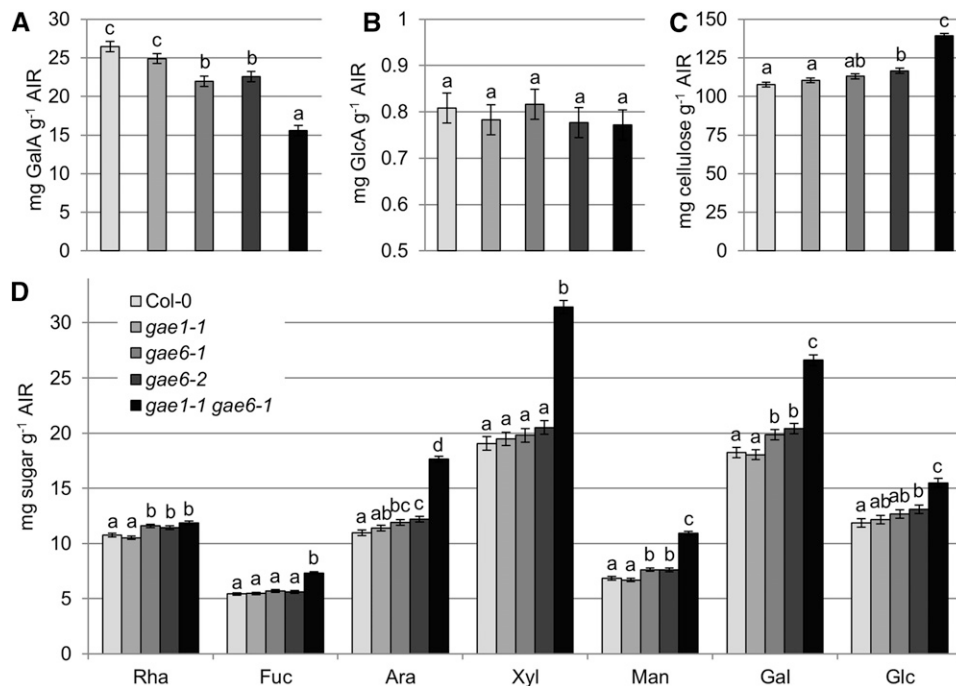 A
mg GalA g⁻¹ AIR
30
25
20
15
10
5
0
c
c
b
b
a
B
mg GlcA g⁻¹ AIR
1
0.9
0.8
0.7
0.6
0.5
a
a
a
a
a
C
mg cellulose g⁻¹ AIR
150
125
100
75
50
25
0
a
a
ab
b
c
D
mg sugar g⁻¹ AIR
30
25
20
15
10
5
0
Col-0
gae1-1
gae6-1
gae6-2
gae1-1 gae6-1
a a b b b
a a a a b
a ab bc c d
a a a a b
a a b b c
a a b b c
a ab ab b c
Rha Fuc Ara Xyl Man Gal Glc